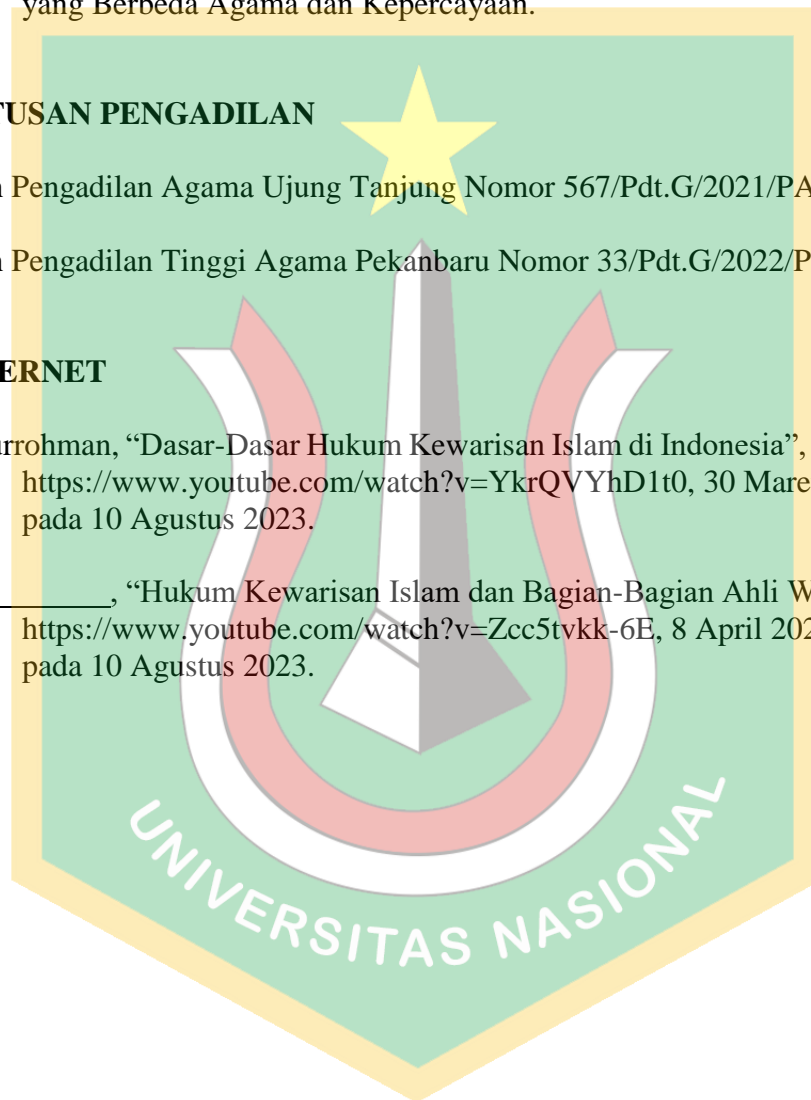 yang Berbeda Agama dan Kepercayaan.
TUSAN PENGADILAN
n Pengadilan Agama Ujung Tanjung Nomor 567/Pdt.G/2021/PA
n Pengadilan Tinggi Agama Pekanbaru Nomor 33/Pdt.G/2022/P
ERNET
urrohman, “Dasar-Dasar Hukum Kewarisan Islam di Indonesia”,
https://www.youtube.com/watch?v=YkrQVYhD1t0, 30 Mare
pada 10 Agustus 2023.
________, “Hukum Kewarisan Islam dan Bagian-Bagian Ahli W
https://www.youtube.com/watch?v=Zcc5tvkk-6E, 8 April 202
pada 10 Agustus 2023.
UNIVERSITAS NASIONAL